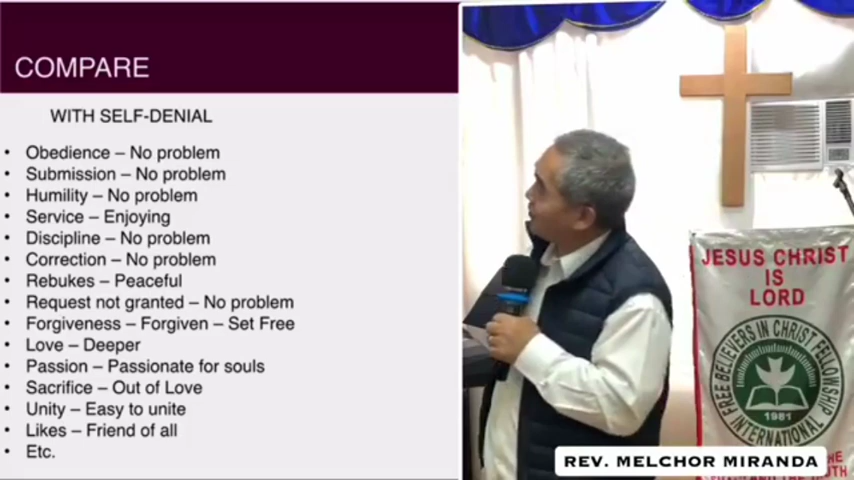 COMPARE
WITH SELF-DENIAL
• Obedience – No problem
• Submission – No problem
• Humility – No problem
• Service – Enjoying
• Discipline – No problem
• Correction – No problem
• Rebukes – Peaceful
• Request not granted – No problem
• Forgiveness – Forgiven – Set Free
• Love – Deeper
• Passion – Passionate for souls
• Sacrifice – Out of Love
• Unity – Easy to unite
• Likes – Friend of all
• Etc.
JESUS CHRIST
IS
LORD
FREE BELIEVERS IN CHRIST FELLOWSHIP
1981
INTERNATIONAL
REV. MELCHOR MIRANDA
THE TRUTH